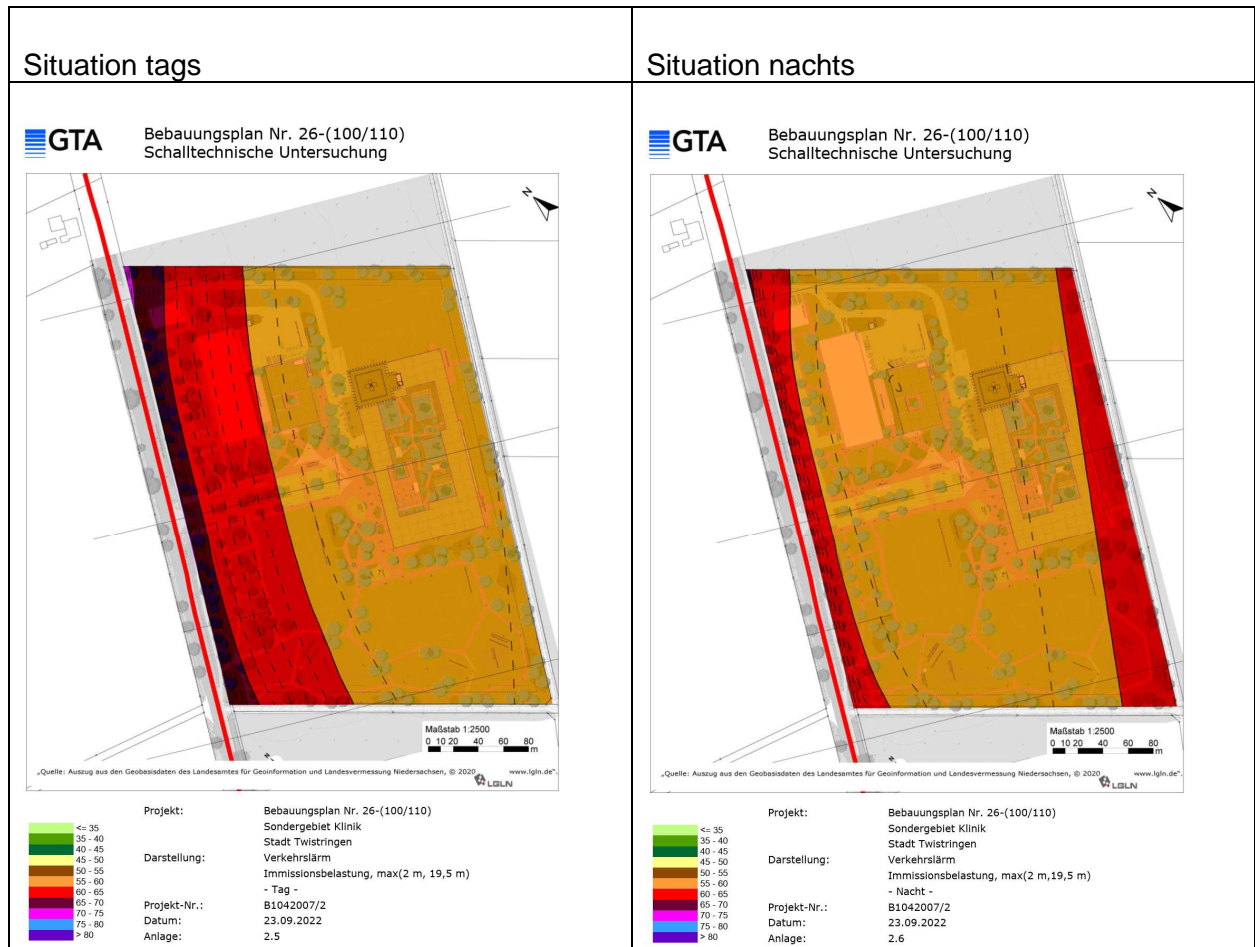 Situation tags
GTA
Bebauungsplan Nr. 26-(100/110)
Schalltechnische Untersuchung
N
Maßstab 1:2500
0 10 20 40 60 80
m
„Quelle: Auszug aus den Geobasisdaten des Landesamtes für Geoinformation und Landesvermessung Niedersachsen, © 2020 www.lgln.de“.
LGLN
<= 35
35 - 40
40 - 45
45 - 50
50 - 55
55 - 60
60 - 65
65 - 70
70 - 75
75 - 80
> 80
Projekt: Bebauungsplan Nr. 26-(100/110)
Sondergebiet Klinik
Stadt Twistringen
Darstellung: Verkehrslärm
Immissionsbelastung, max(2 m, 19,5 m)
- Tag -
Projekt-Nr.: B1042007/2
Datum: 23.09.2022
Anlage: 2.5
Situation nachts
GTA
Bebauungsplan Nr. 26-(100/110)
Schalltechnische Untersuchung
N
Maßstab 1:2500
0 10 20 40 60 80
m
„Quelle: Auszug aus den Geobasisdaten des Landesamtes für Geoinformation und Landesvermessung Niedersachsen, © 2020 www.lgln.de“.
LGLN
<= 35
35 - 40
40 - 45
45 - 50
50 - 55
55 - 60
60 - 65
65 - 70
70 - 75
75 - 80
> 80
Projekt: Bebauungsplan Nr. 26-(100/110)
Sondergebiet Klinik
Stadt Twistringen
Darstellung: Verkehrslärm
Immissionsbelastung, max(2 m,19,5 m)
- Nacht -
Projekt-Nr.: B1042007/2
Datum: 23.09.2022
Anlage: 2.6